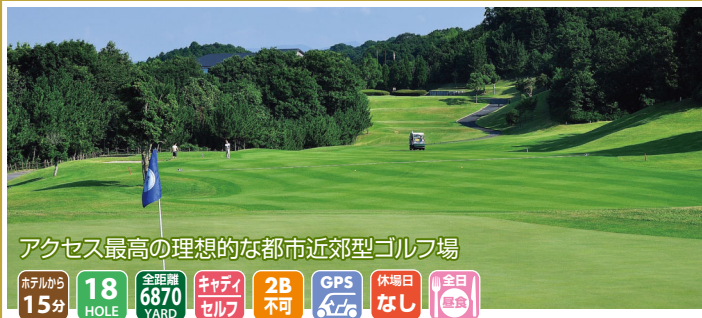 アクセス最高の理想的な都市近郊型ゴルフ場
ホテルから
15分
18
HOLE
全距離
6870
YARD
キャディ
セルフ
2B
不可
GPS
休場日
なし
全日
昼食